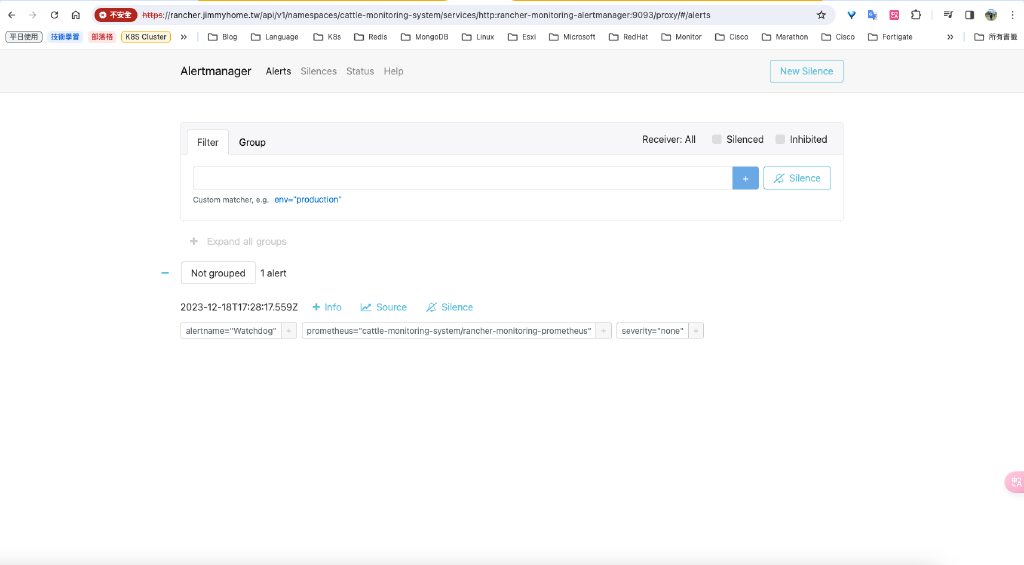 不安全 https://rancher.jimmyhome.tw/api/v1/namespaces/cattle-monitoring-system/services/http:rancher-monitoring-alertmanager:9093/proxy/#/alerts
平日使用 技術學習 部落格 K8S Cluster » Blog Language K8s Redis MongoDB Linux Esxi Microsoft RedHat Monitor Cisco Marathon Cisco Fortigate » 所有書籤
Alertmanager Alerts Silences Status Help New Silence
Filter Group Receiver: All Silenced Inhibited
+ Silence
Custom matcher, e.g. env="production"
+ Expand all groups
− Not grouped 1 alert
2023-12-18T17:28:17.559Z + Info Source Silence
alertname="Watchdog" + prometheus="cattle-monitoring-system/rancher-monitoring-prometheus" + severity="none" +